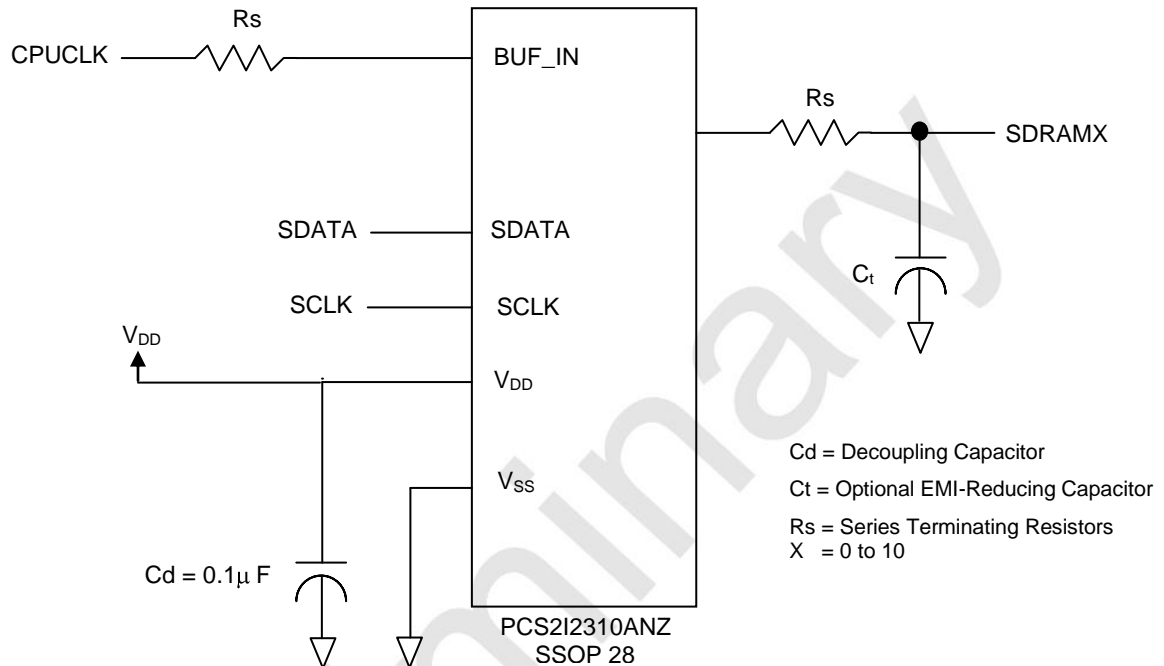 Rs
CPUCLK
BUF_IN
Rs
SDRAMX
SDATA
SDATA
Ct
SCLK
SCLK
VDD
VDD
Cd = Decoupling Capacitor
Ct = Optional EMI-Reducing Capacitor
VSS
Rs = Series Terminating Resistors
X = 0 to 10
Cd = 0.1µ F
PCS2I2310ANZ
SSOP 28
minary